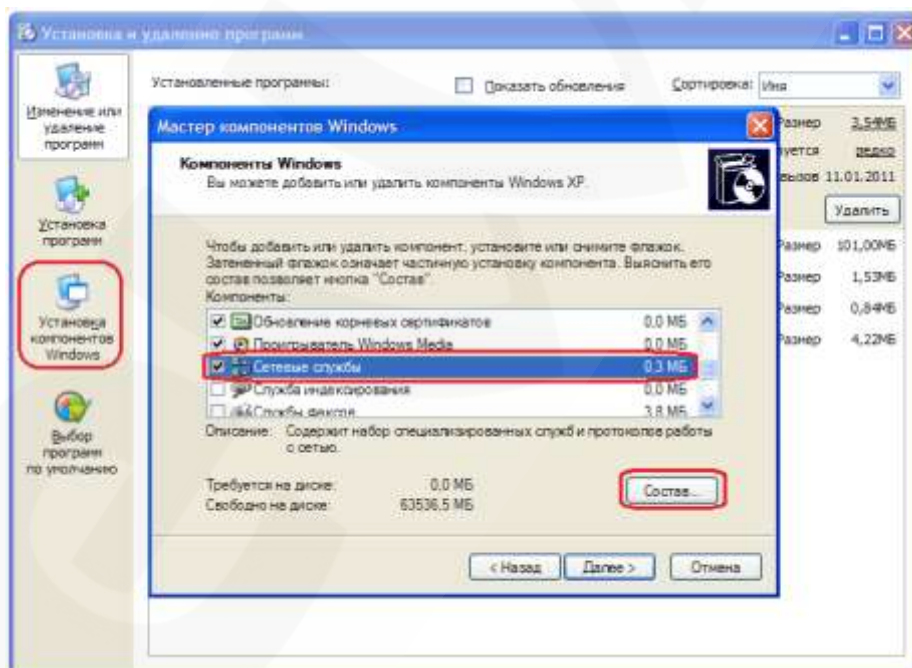 Установка и удаление программ
Изменение или
удаление
программ
Установка
программ
Установка
компонентов
Windows
Выбор
программ
по умолчанию
Установленные программы:
Показать обновления
Сортировка: Имя
Размер 3,54МБ
уется редко
вызов 11.01.2011
Удалить
Размер 101,00МБ
Размер 1,53МБ
Размер 0,84МБ
Размер 4,22МБ
Мастер компонентов Windows
Компоненты Windows
Вы можете добавить или удалить компоненты Windows XP.
Чтобы добавить или удалить компонент, установите или снимите флажок.
Затененный флажок означает частичную установку компонента. Выяснить его
состав позволяет кнопка "Состав"
Компоненты:
Обновление корневых сертификатов 0,0 МБ
Проигрыватель Windows Media 0,0 МБ
Сетевые службы 0,3 МБ
Служба индексирования 0,0 МБ
Службы факсов 3,8 МБ
Описание: Содержит набор специализированных служб и протоколов работы
с сетью.
Требуется на диске: 0,0 МБ
Свободно на диске: 63536,5 МБ
Состав...
< Назад
Далее >
Отмена